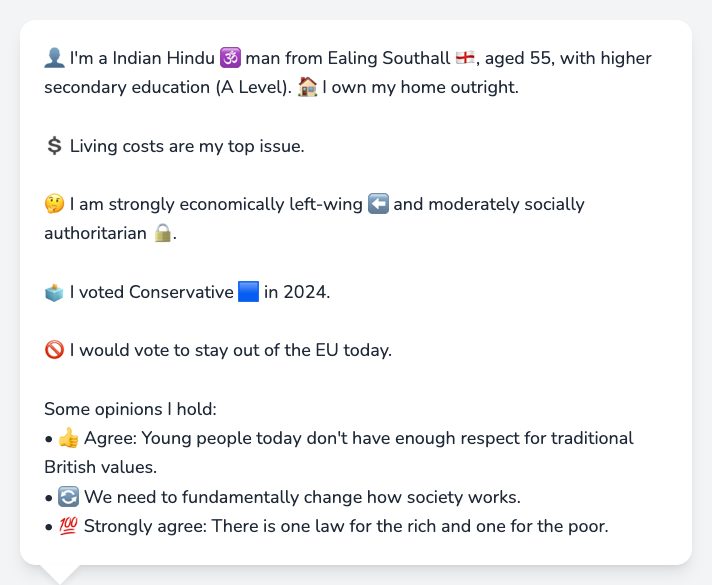 👤 I'm a Indian Hindu 🕉️ man from Ealing Southall 🏴󠁧󠁢󠁥󠁮󠁧󠁿, aged 55, with higher
secondary education (A Level). 🏠 I own my home outright.
💲 Living costs are my top issue.
🤔 I am strongly economically left-wing ⬅️ and moderately socially
authoritarian 🔒.
🗳️ I voted Conservative 🟦 in 2024.
🚫 I would vote to stay out of the EU today.
Some opinions I hold:
• 👍 Agree: Young people today don't have enough respect for traditional
British values.
• 🔄 We need to fundamentally change how society works.
• 💯 Strongly agree: There is one law for the rich and one for the poor.